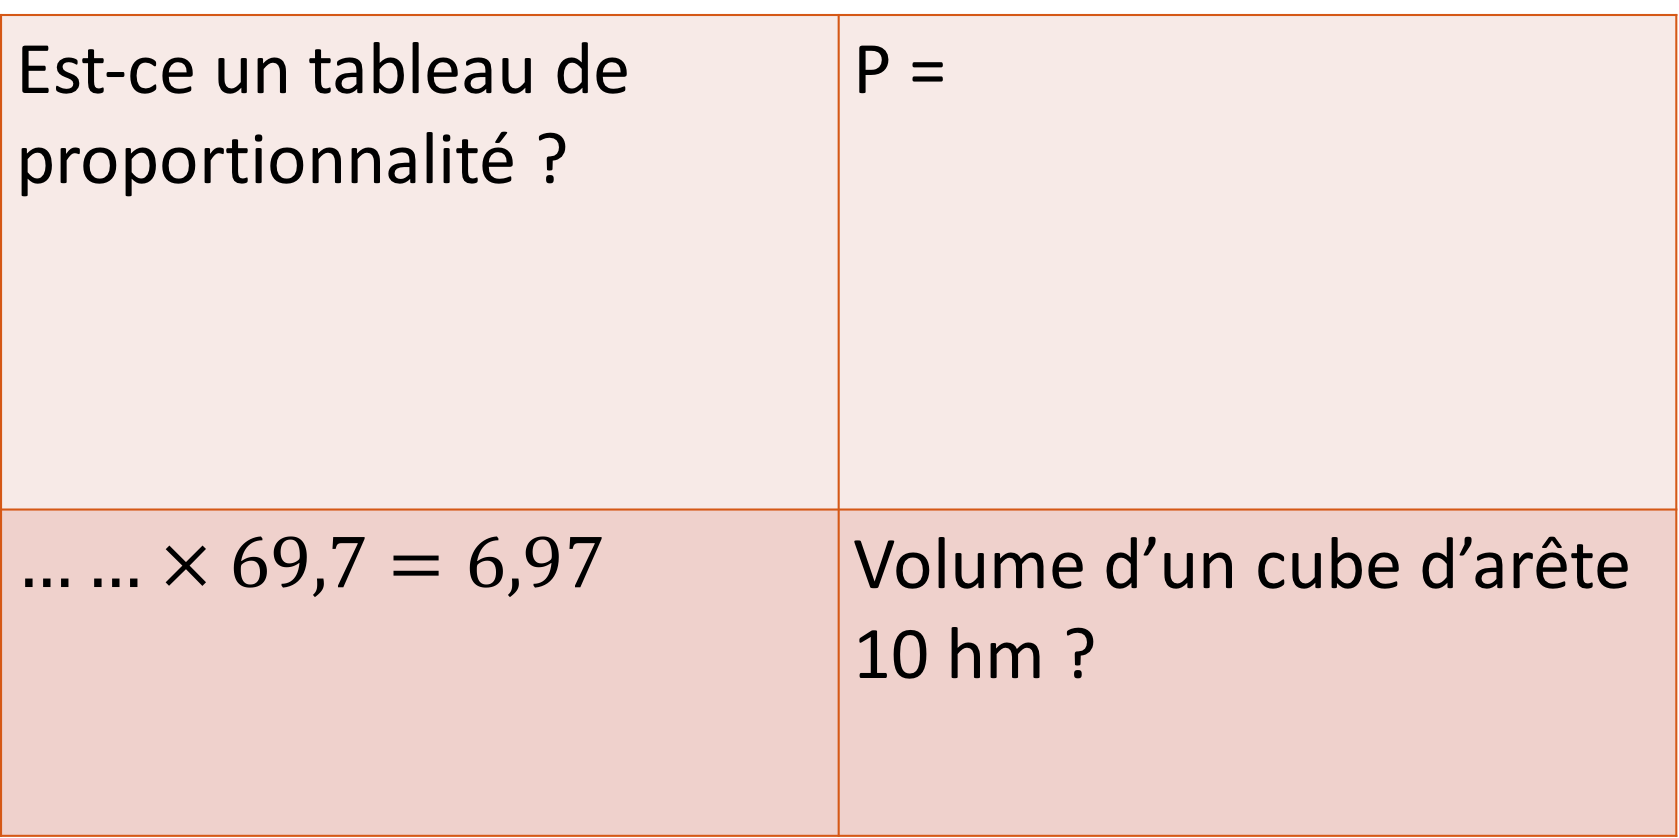 Est-ce un tableau de
proportionnalité ?
P =
... ... × 69,7 = 6,97
Volume d’un cube d’arête
10 hm ?